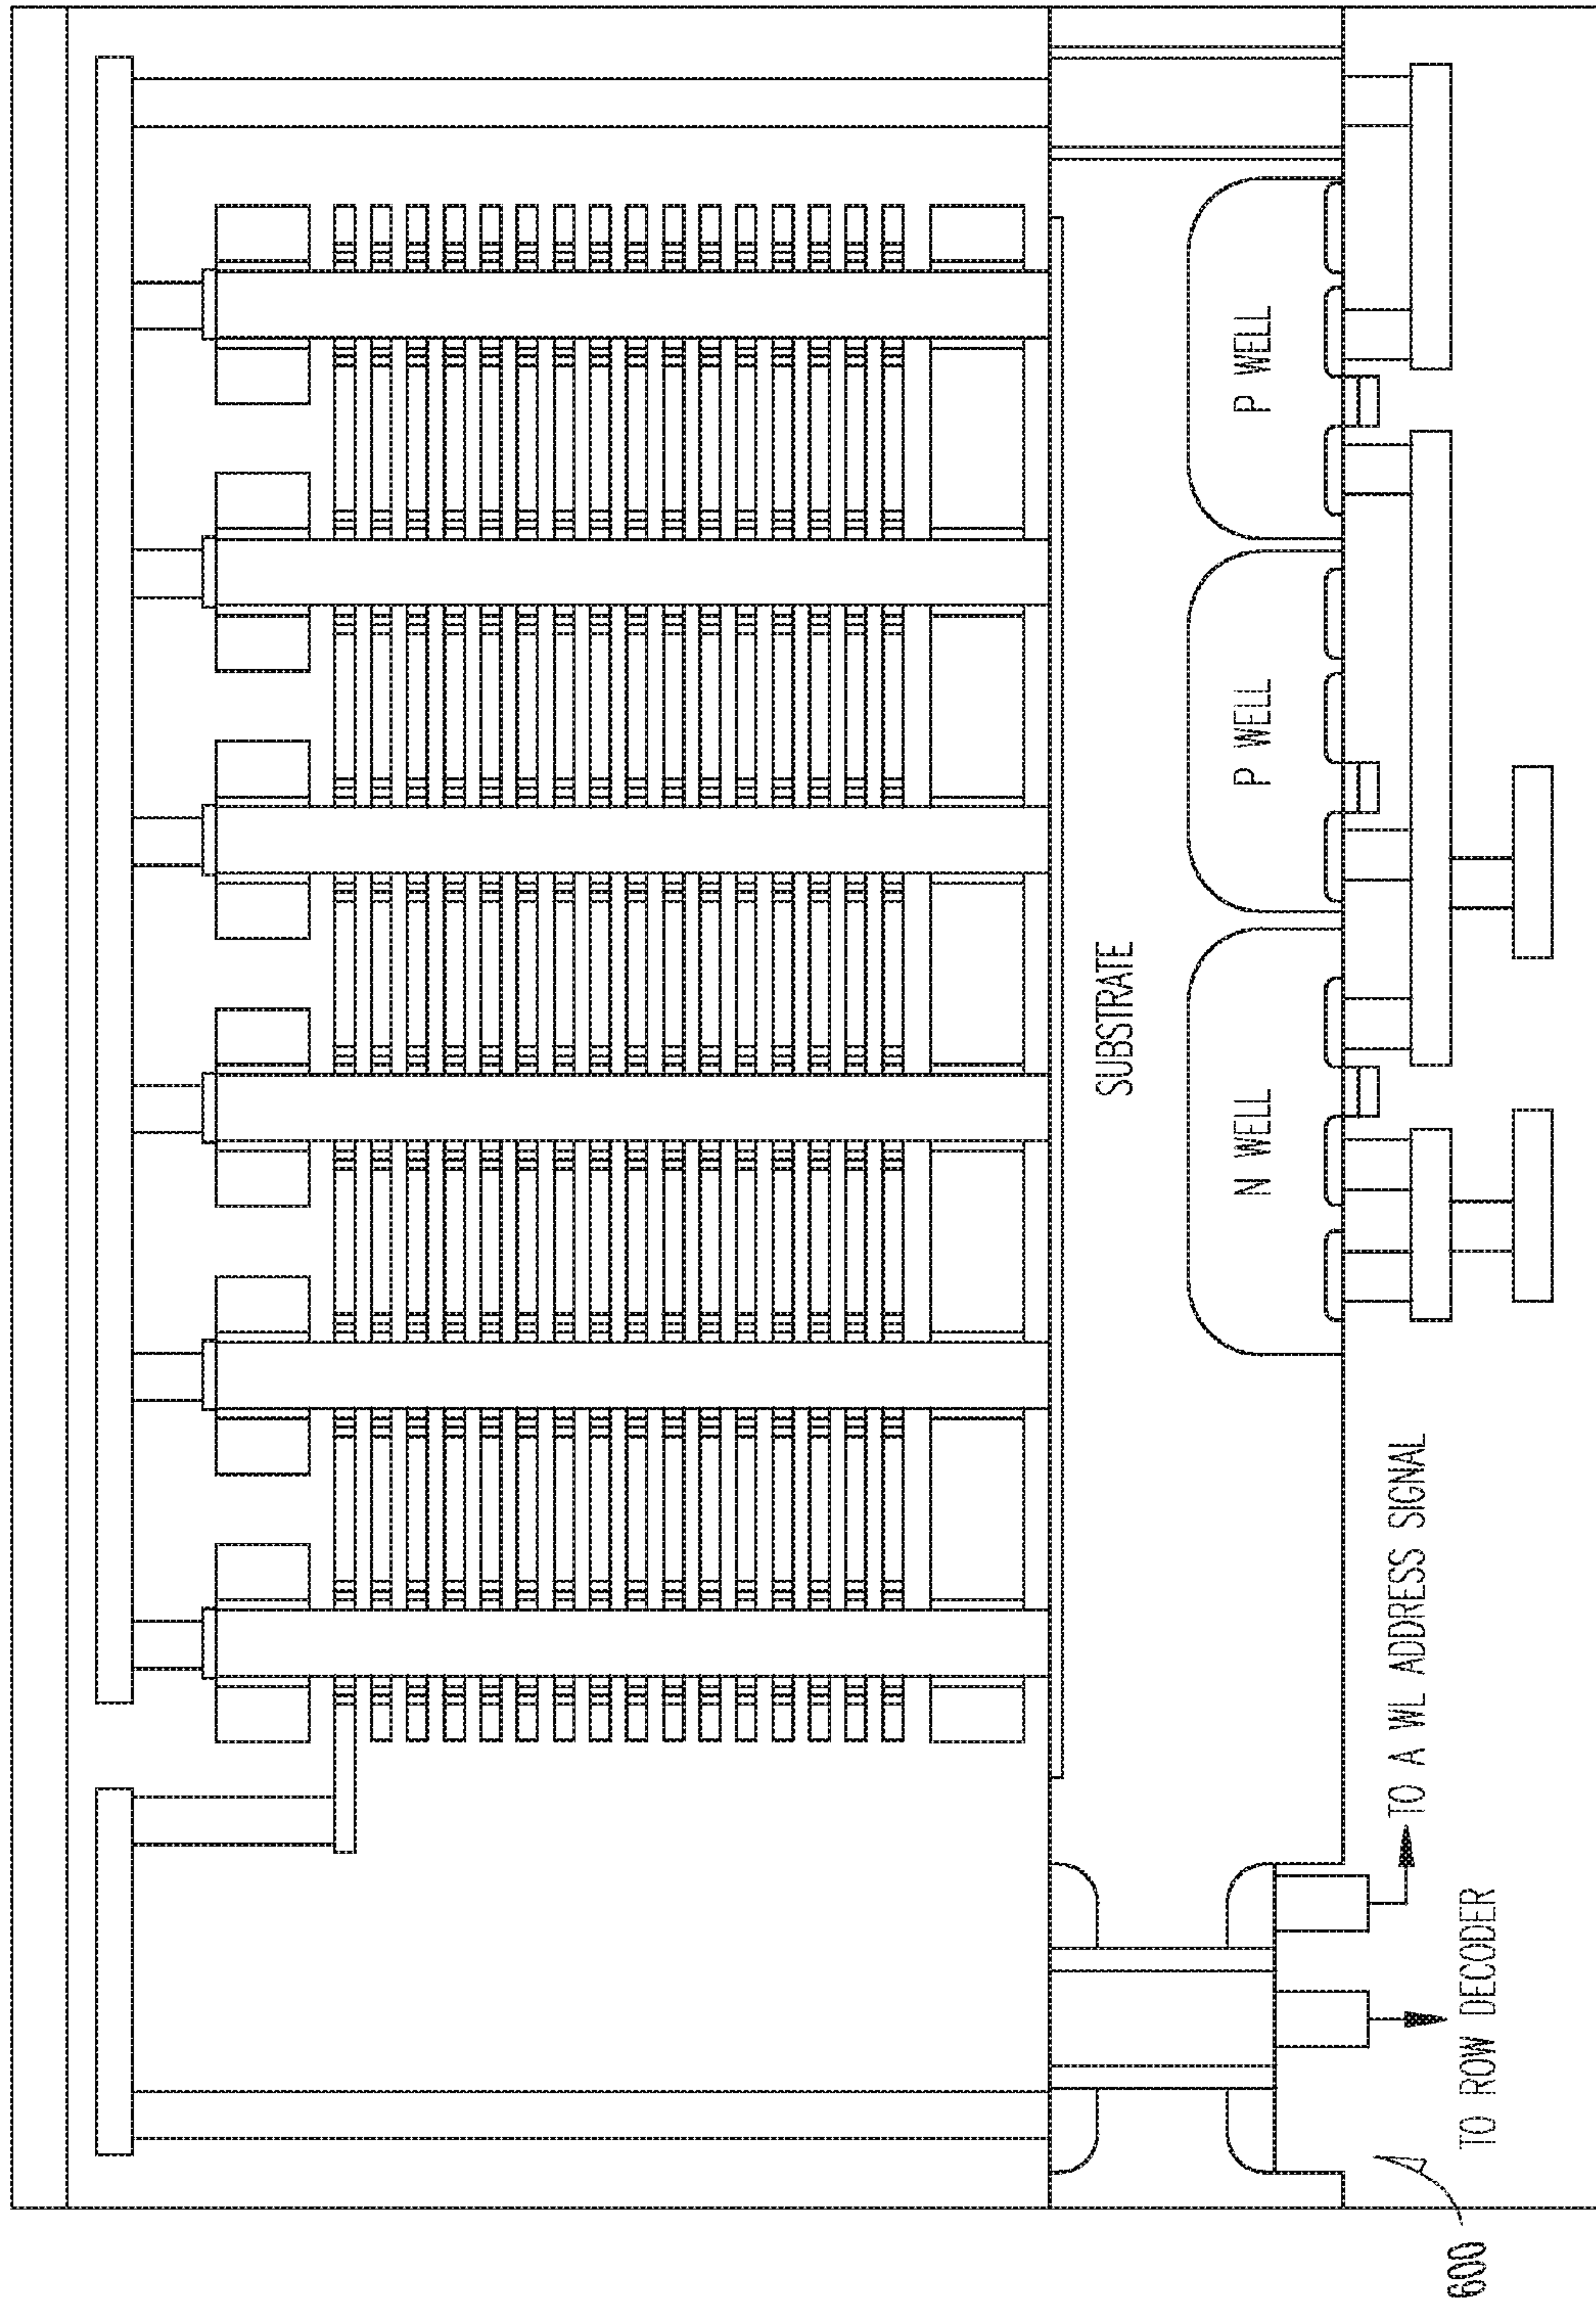 SUBSTRATE
N WELL
P WELL
P WELL
TO A WL ADDRESS SIGNAL
TO ROW DECODER
600